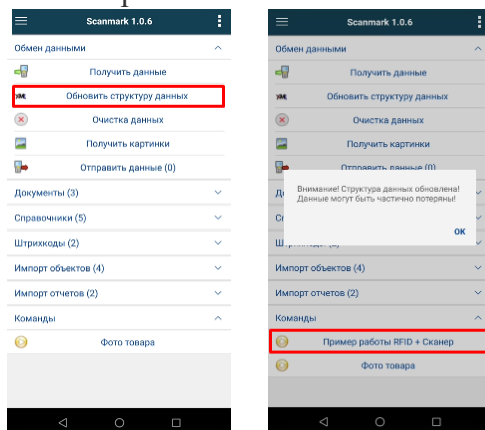 Scanmark 1.0.6
Обмен данными
Получить данные
XML Обновить структуру данных
Очистка данных
Получить картинки
Отправить данные (0)
Документы (3)
Справочники (5)
Штрихкоды (2)
Импорт объектов (4)
Импорт отчетов (2)
Команды
Фото товара
Scanmark 1.0.6
Обмен данными
Получить данные
XML Обновить структуру данных
Очистка данных
Получить картинки
Отправить данные (0)
Внимание! Структура данных обновлена!
Данные могут быть частично потеряны!
ОК
Импорт объектов (4)
Импорт отчетов (2)
Команды
Пример работы RFID + Сканер
Фото товара